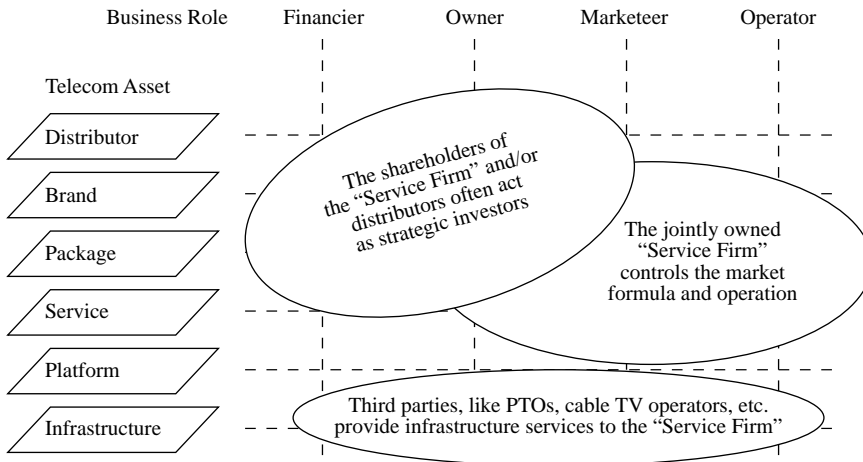 Business Role Financier Owner Marketeer Operator
Telecom Asset
Distributor
Brand
Package
Service
Platform
Infrastructure
The shareholders of
the “Service Firm” and/or
distributors often act
as strategic investors
The jointly owned
“Service Firm”
controls the market
formula and operation
Third parties, like PTOs, cable TV operators, etc.
provide infrastructure services to the “Service Firm”